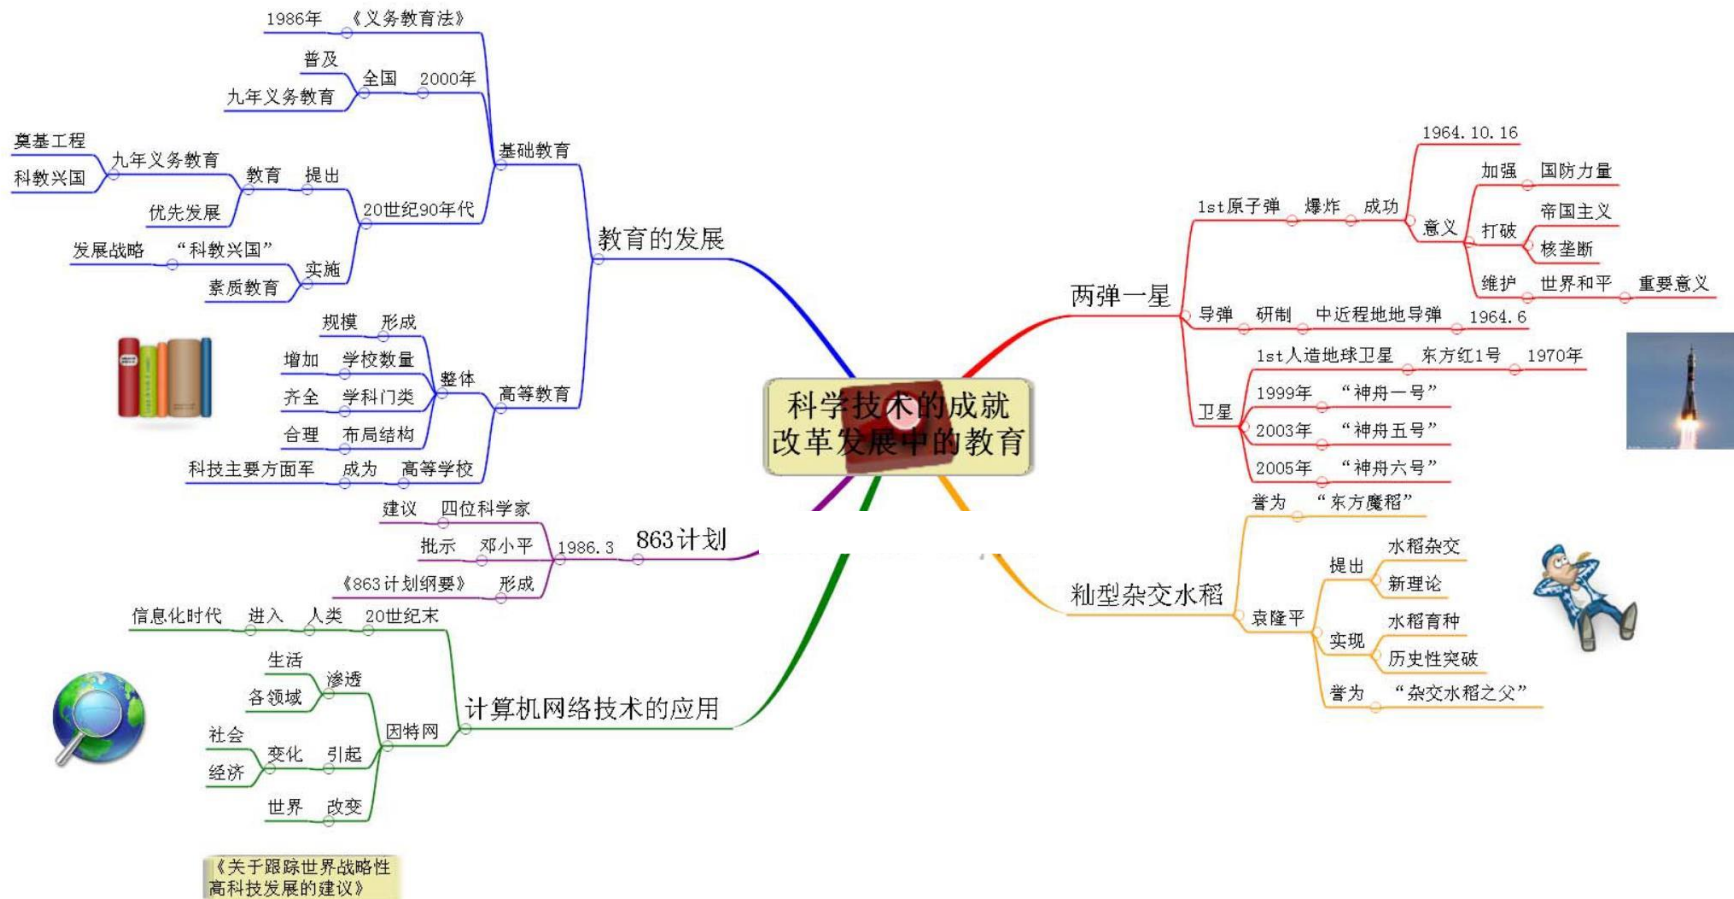 科学技术的成就
改革发展中的教育
两弹一星
1st原子弹
爆炸
成功
1964.10.16
意义
加强
国防力量
打破
帝国主义
核垄断
维护
世界和平
重要意义
导弹
研制
中近程地地导弹
1964.6
卫星
1st人造地球卫星
东方红1号
1970年
1999年
“神舟一号”
2003年
“神舟五号”
2005年
“神舟六号”
籼型杂交水稻
誉为
“东方魔稻”
袁隆平
提出
水稻杂交
新理论
实现
水稻育种
历史性突破
誉为
“杂交水稻之父”
教育的发展
基础教育
1986年
《义务教育法》
普及
九年义务教育
全国
2000年
20世纪90年代
奠基工程
科教兴国
九年义务教育
优先发展
教育
提出
发展战略
“科教兴国”
素质教育
实施
高等教育
规模
形成
增加
学校数量
整体
齐全
学科门类
合理
布局结构
科技主要方面军
成为
高等学校
863计划
1986.3
建议
四位科学家
批示
邓小平
《863计划纲要》
形成
计算机网络技术的应用
信息化时代
进入
人类
20世纪末
因特网
生活
各领域
渗透
社会
经济
变化
引起
世界
改变
《关于跟踪世界战略性
高科技发展的建议》